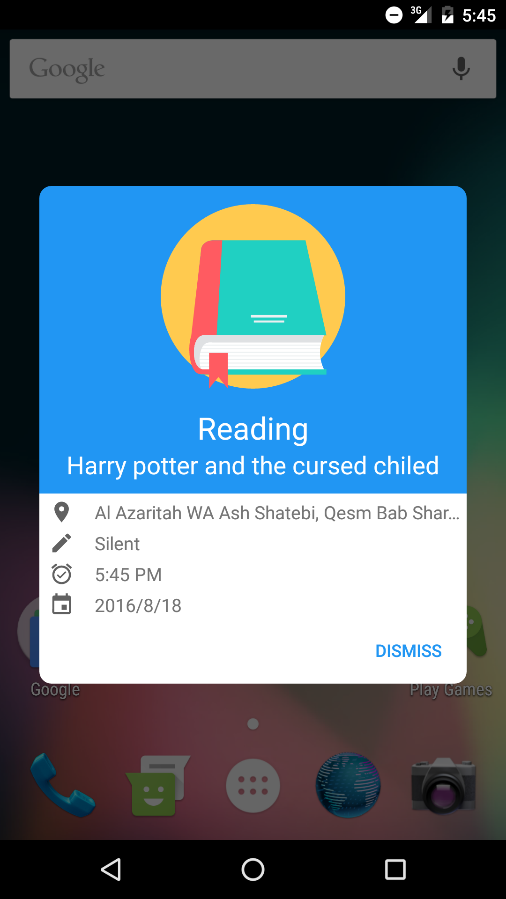 3G 5:45
Google
Reading
Harry potter and the cursed chiled
Al Azaritah WA Ash Shatebi, Qesm Bab Shar...
Silent
5:45 PM
2016/8/18
DISMISS
Google Play Games